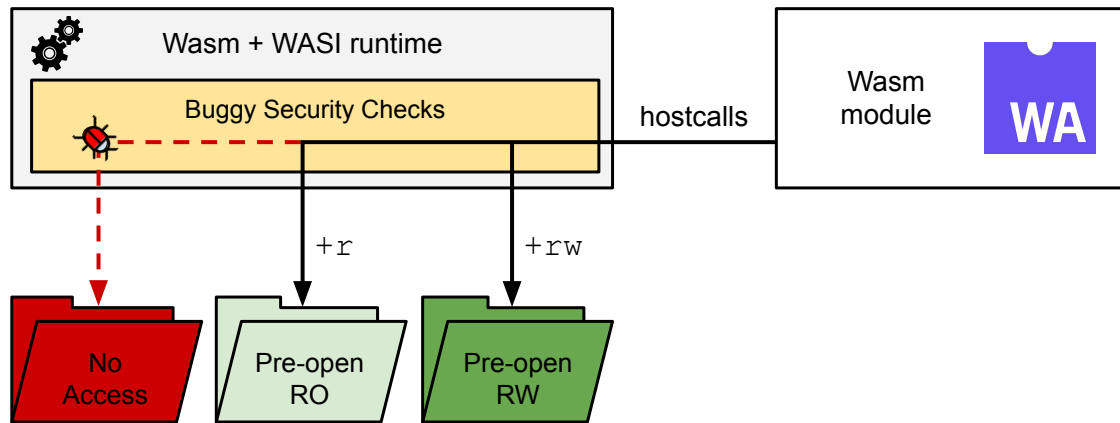 Wasm + WASI runtime
Buggy Security Checks
hostcalls
Wasm
module
WA
+r
+rw
No
Access
Pre-open
RO
Pre-open
RW